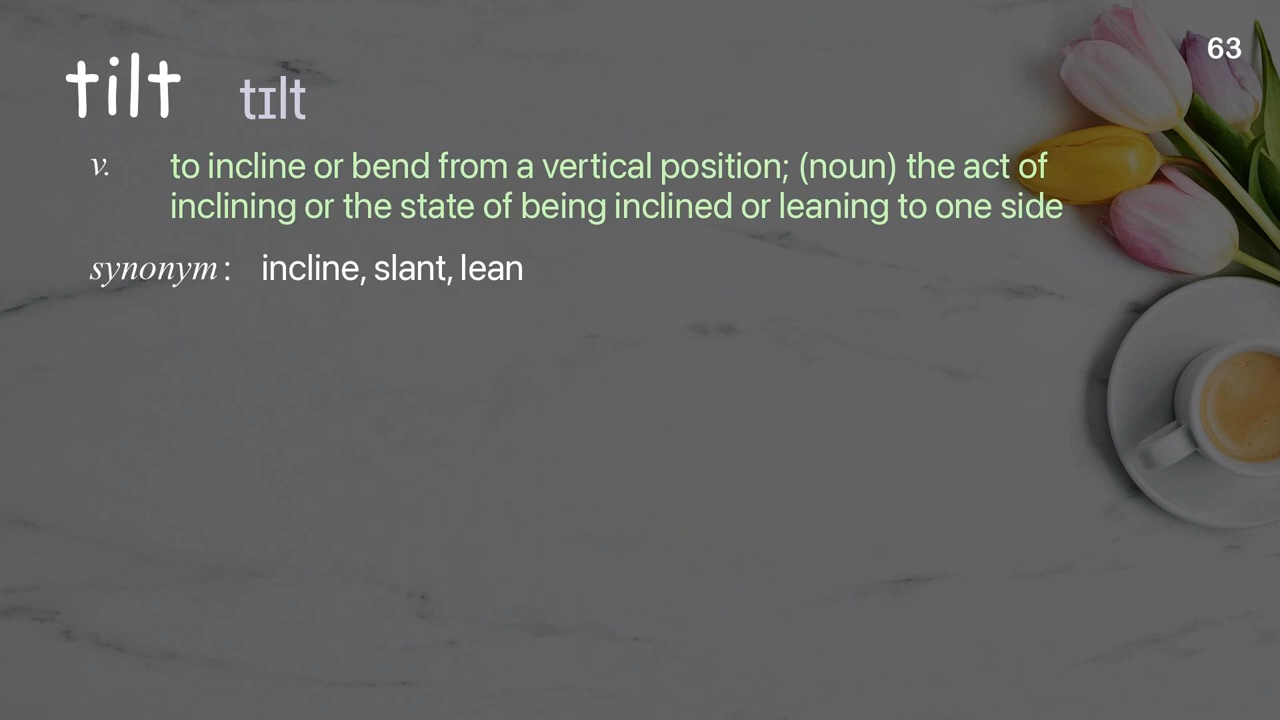 63
tilt tɪlt
v. to incline or bend from a vertical position; (noun) the act of
inclining or the state of being inclined or leaning to one side
synonym : incline, slant, lean